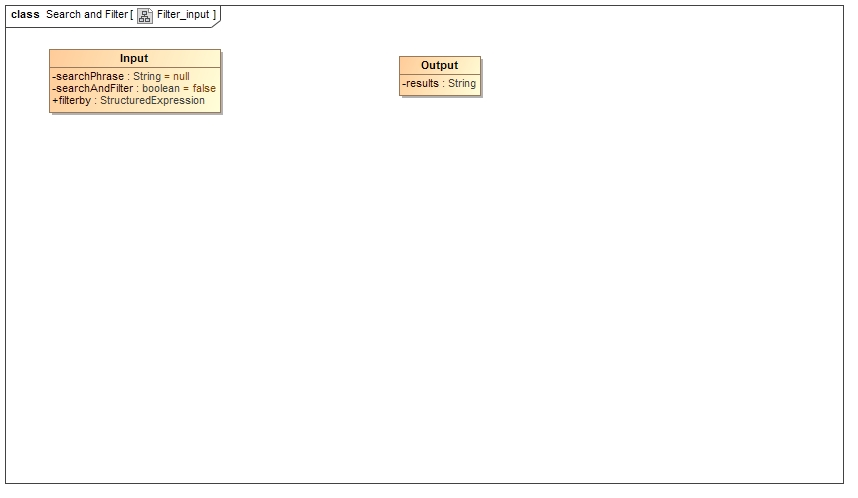 class Search and Filter [ Filter_input ]
Input
-searchPhrase : String = null
-searchAndFilter : boolean = false
+filterby : StructuredExpression
Output
-results : String